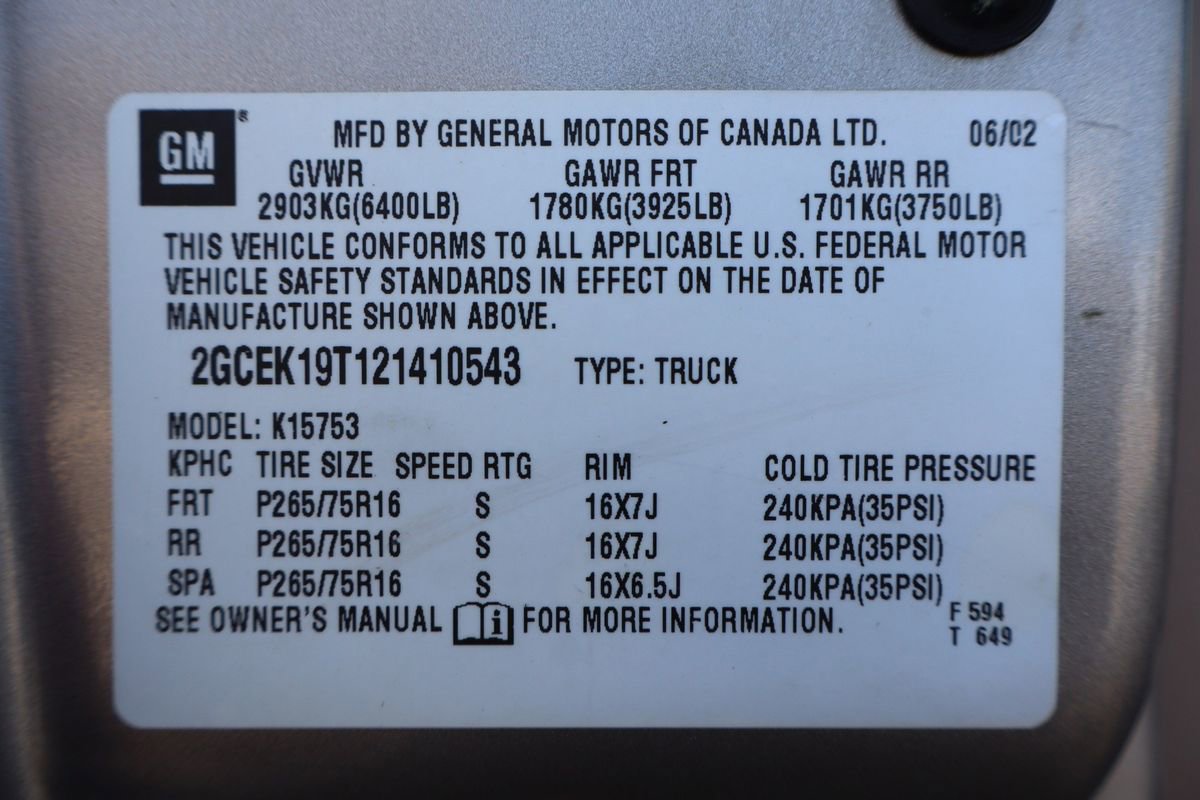 GM®
MFD BY GENERAL MOTORS OF CANADA LTD. 06/02
GVWR GAWR FRT GAWR RR
2903KG(6400LB) 1780KG(3925LB) 1701KG(3750LB)
THIS VEHICLE CONFORMS TO ALL APPLICABLE U.S. FEDERAL MOTOR
VEHICLE SAFETY STANDARDS IN EFFECT ON THE DATE OF
MANUFACTURE SHOWN ABOVE.
2GCEK19T121410543 TYPE: TRUCK
MODEL: K15753
KPHC TIRE SIZE SPEED RTG RIM COLD TIRE PRESSURE
FRT P265/75R16 S 16X7J 240KPA(35PSI)
RR P265/75R16 S 16X7J 240KPA(35PSI)
SPA P265/75R16 S 16X6.5J 240KPA(35PSI)
SEE OWNER'S MANUAL i FOR MORE INFORMATION.
F 594
T 649